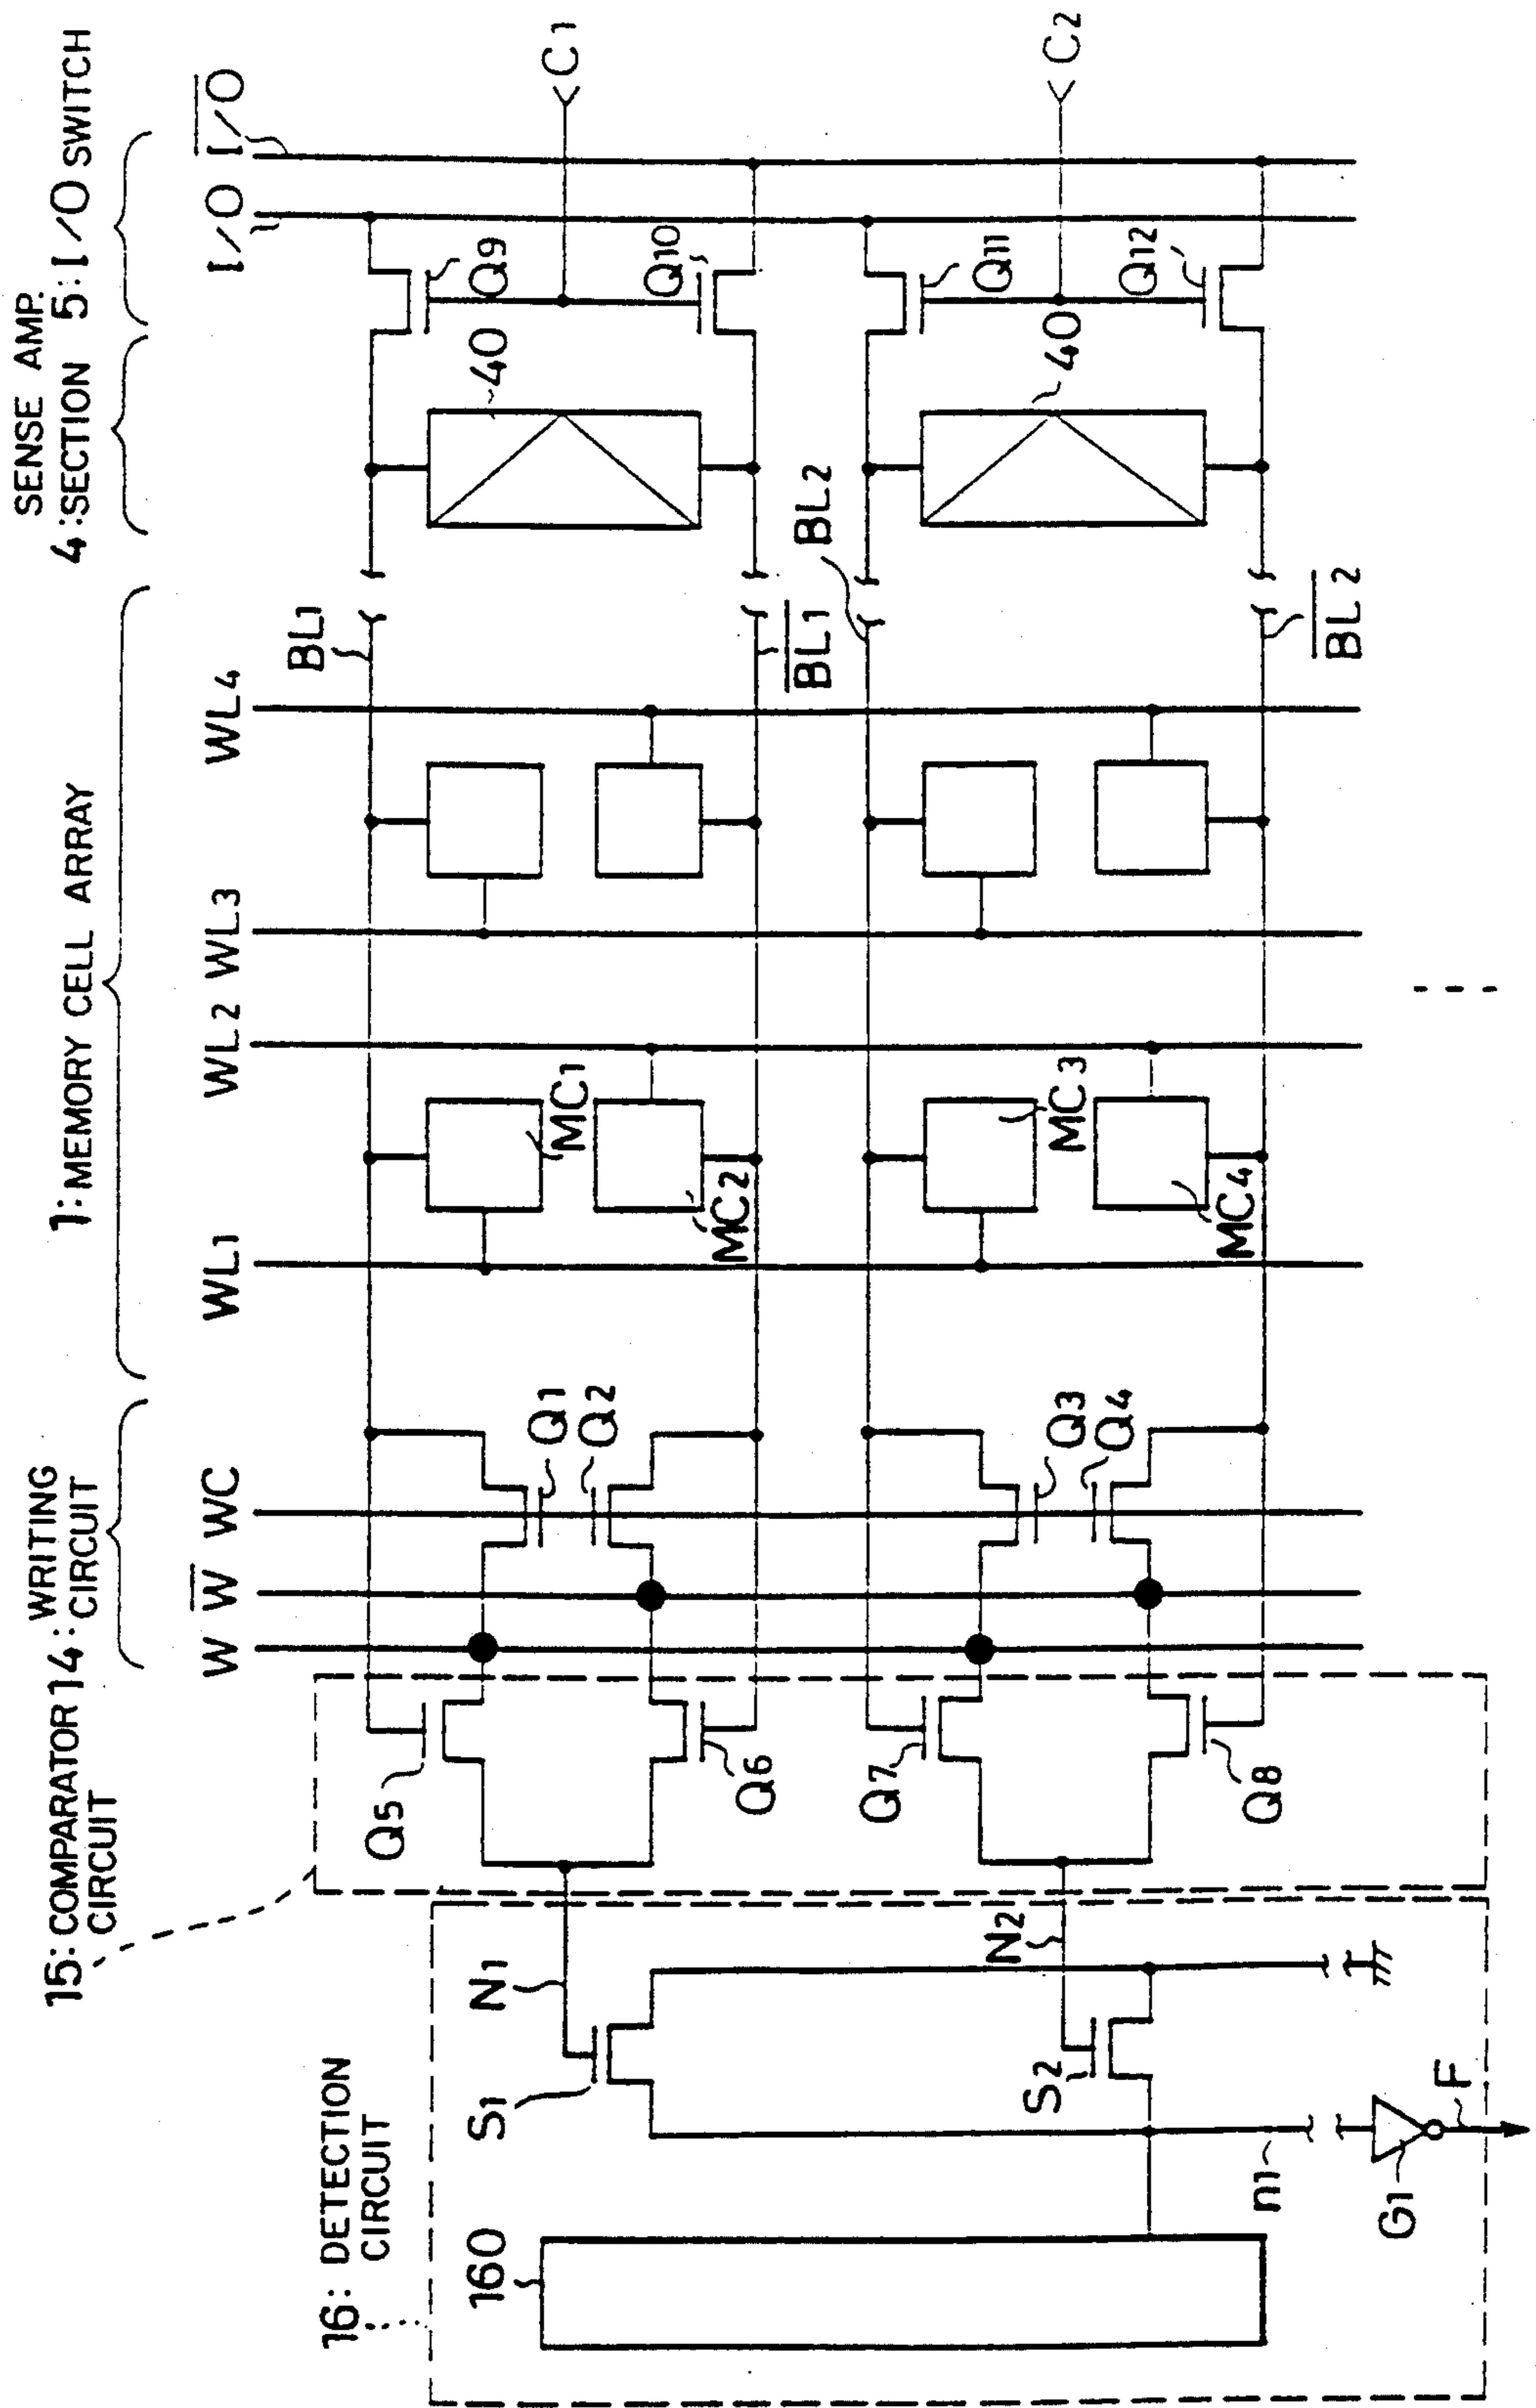 15: COMPARATOR
CIRCUIT
14: WRITING
CIRCUIT
1: MEMORY CELL ARRAY
SENSE AMP.
4: SECTION
5: I/O SWITCH
16: DETECTION
CIRCUIT
W
W̅
WC
WL1
WL2
WL3
WL4
I/O
I̅/̅O̅
BL1
B̅L̅1̅
BL2
B̅L̅2̅
Q5
Q6
Q7
Q8
Q1
Q2
Q3
Q4
MC1
MC2
MC3
MC4
40
40
Q9
Q10
Q11
Q12
C1
C2
N1
N2
S1
S2
160
n1
G1
F